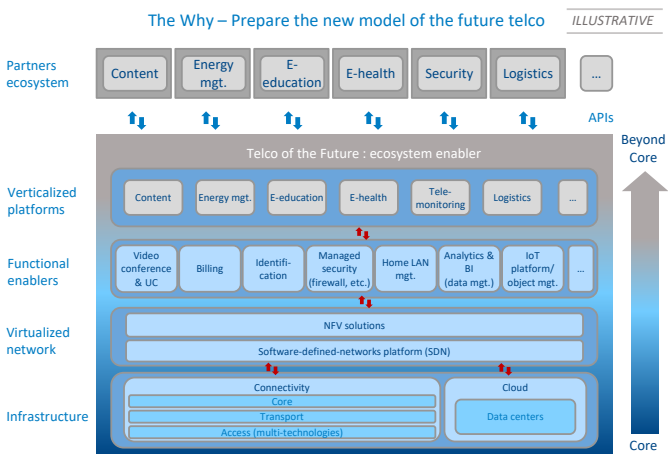 The Why – Prepare the new model of the future telco
ILLUSTRATIVE
Partners
ecosystem
Content
Energy
mgt.
E-
education
E-health
Security
Logistics
...
APIs
Beyond
Core
Telco of the Future : ecosystem enabler
Verticalized
platforms
Content
Energy mgt.
E-education
E-health
Tele-
monitoring
Logistics
...
Functional
enablers
Video
conference
& UC
Billing
Identifi-
cation
Managed
security
(firewall, etc.)
Home LAN
mgt.
Analytics &
BI
(data mgt.)
IoT
platform/
object mgt.
...
Virtualized
network
NFV solutions
Software-defined-networks platform (SDN)
Infrastructure
Connectivity
Core
Transport
Access (multi-technologies)
Cloud
Data centers
Core